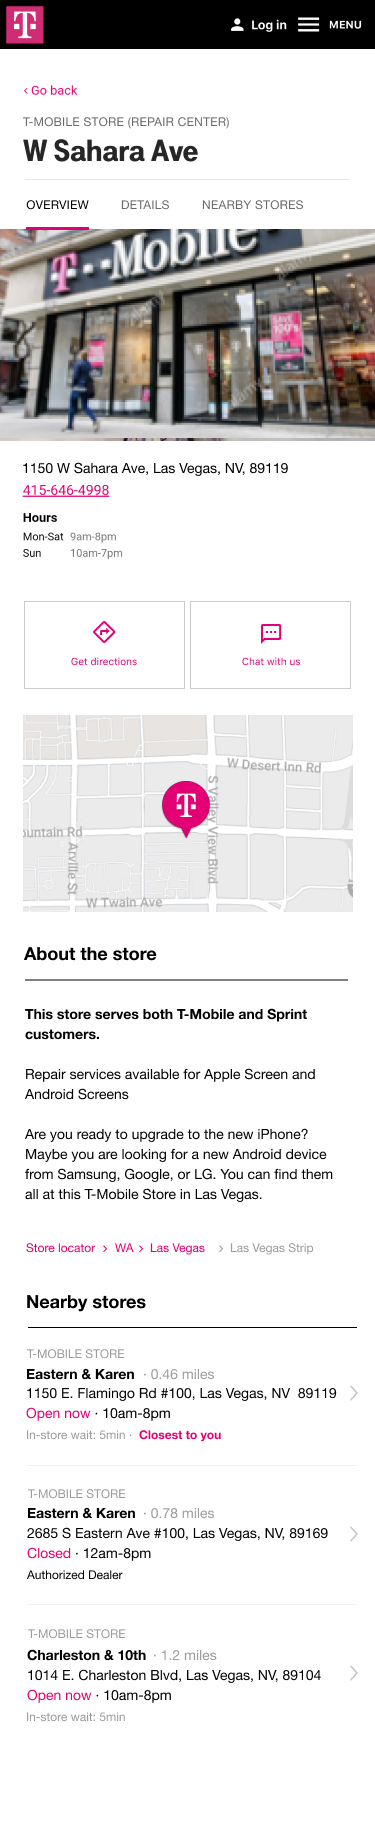 T
Log in
MENU
‹ Go back
T-MOBILE STORE (REPAIR CENTER)
W Sahara Ave
OVERVIEW DETAILS NEARBY STORES
T··Mobile
SAVE
alamy
alamy
1150 W Sahara Ave, Las Vegas, NV, 89119
415-646-4998
Hours
Mon-Sat 9am-8pm
Sun 10am-7pm
Get directions
Chat with us
W Desert Inn Rd
S Valley View Blvd
T
ountain Rd
Arville St
W Twain Ave
About the store
This store serves both T-Mobile and Sprint
customers.
Repair services available for Apple Screen and
Android Screens
Are you ready to upgrade to the new iPhone?
Maybe you are looking for a new Android device
from Samsung, Google, or LG. You can find them
all at this T-Mobile Store in Las Vegas.
Store locator > WA > Las Vegas > Las Vegas Strip
Nearby stores
T-MOBILE STORE
Eastern & Karen · 0.46 miles
1150 E. Flamingo Rd #100, Las Vegas, NV 89119
Open now · 10am-8pm
In-store wait: 5min · Closest to you
T-MOBILE STORE
Eastern & Karen · 0.78 miles
2685 S Eastern Ave #100, Las Vegas, NV, 89169
Closed · 12am-8pm
Authorized Dealer
T-MOBILE STORE
Charleston & 10th · 1.2 miles
1014 E. Charleston Blvd, Las Vegas, NV, 89104
Open now · 10am-8pm
In-store wait: 5min